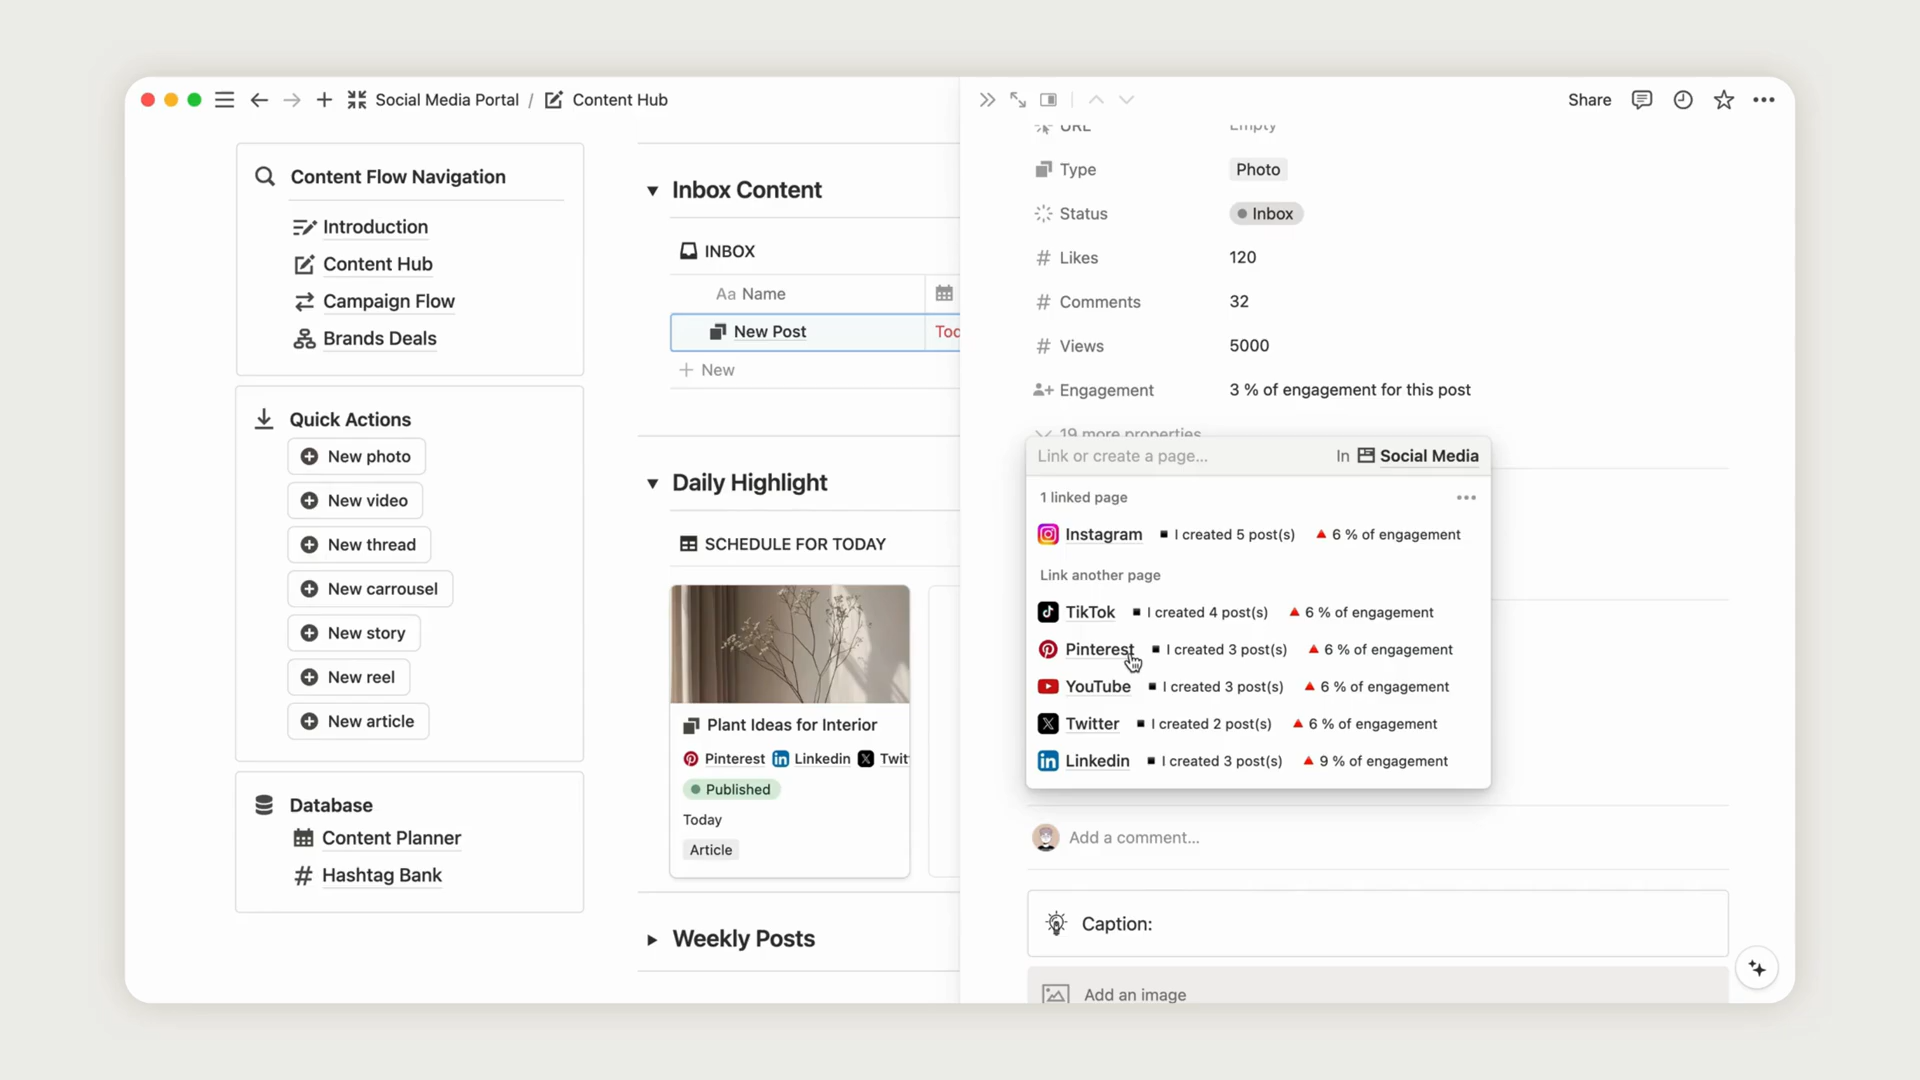 Social Media Portal / Content Hub
Share
Content Flow Navigation
Introduction
Content Hub
Campaign Flow
Brands Deals
Quick Actions
New photo
New video
New thread
New carrousel
New story
New reel
New article
Database
Content Planner
Hashtag Bank
Inbox Content
INBOX
Aa Name
New Post
Tod
+ New
Daily Highlight
SCHEDULE FOR TODAY
Plant Ideas for Interior
Pinterest Linkedin Twitt
Published
Today
Article
Weekly Posts
URL Empty
Type Photo
Status Inbox
# Likes 120
# Comments 32
# Views 5000
Engagement 3 % of engagement for this post
19 more properties
Link or create a page... In Social Media
1 linked page
Instagram I created 5 post(s) 6 % of engagement
Link another page
TikTok I created 4 post(s) 6 % of engagement
Pinterest I created 3 post(s) 6 % of engagement
YouTube I created 3 post(s) 6 % of engagement
Twitter I created 2 post(s) 6 % of engagement
Linkedin I created 3 post(s) 9 % of engagement
Add a comment...
Caption:
Add an image